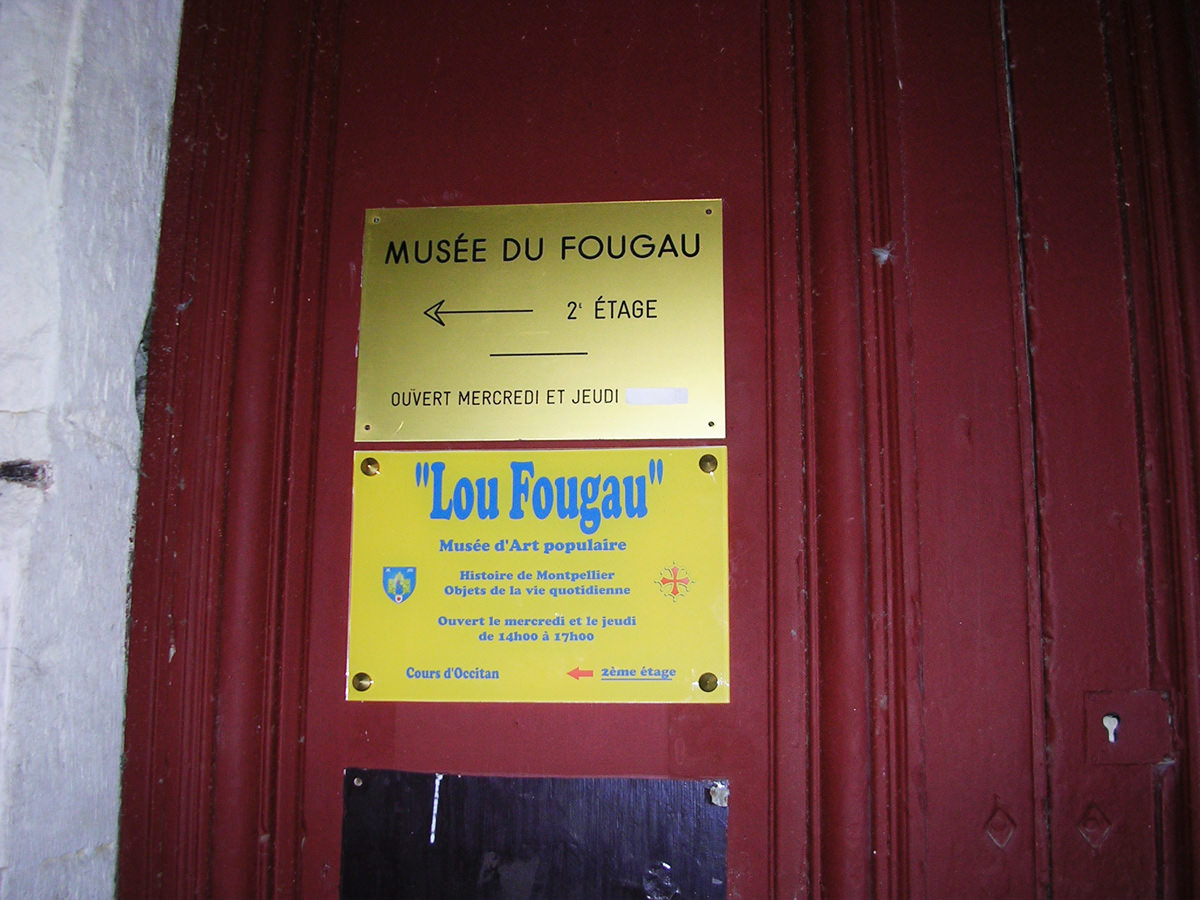 MUSÉE DU FOUGAU
2E ÉTAGE
OUVERT MERCREDI ET JEUDI
"Lou Fougau"
Musée d'Art populaire
Histoire de Montpellier
Objets de la vie quotidienne
Ouvert le mercredi et le jeudi
de 14h00 à 17h00
Cours d'Occitan
2ème étage